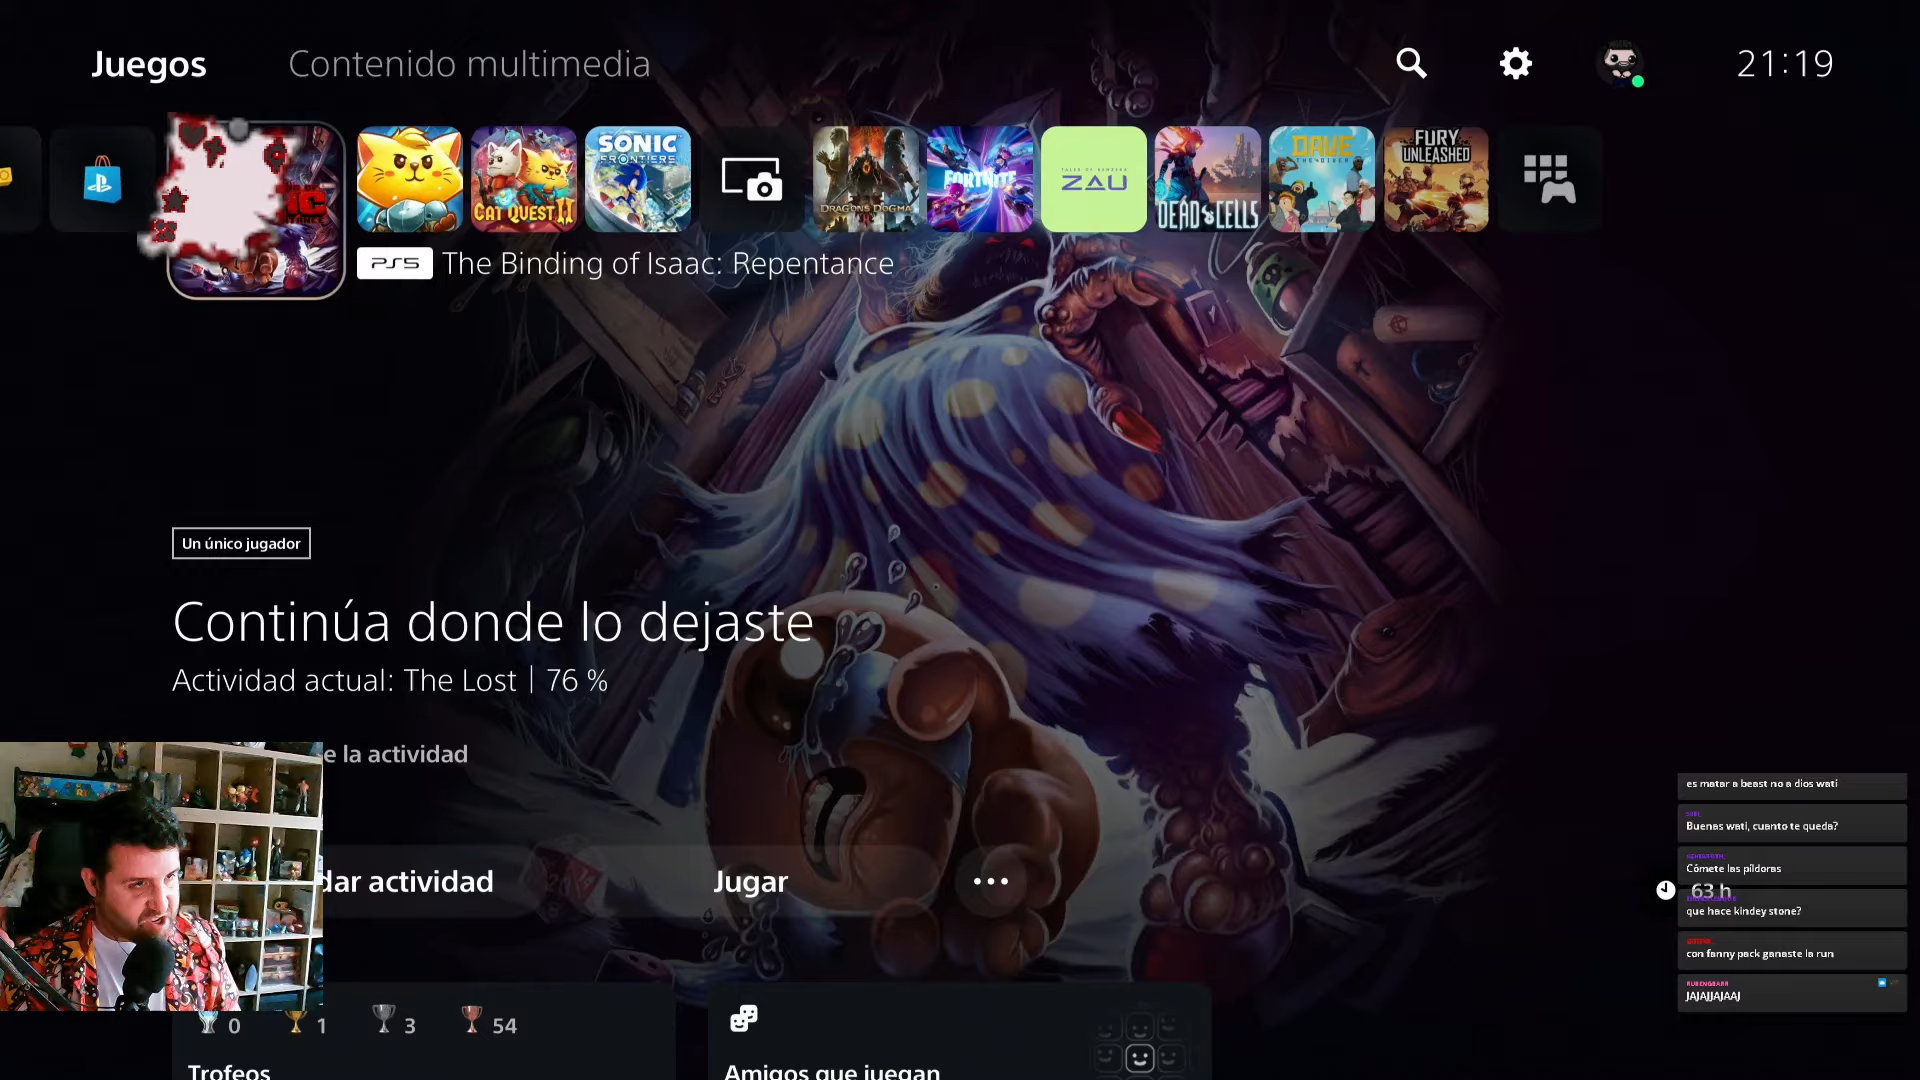 Juegos
Contenido multimedia
21:19
CAT QUEST II
SONIC
FRONTIERS
DRAGONS DOGMA
FORTNITE
TALES OF KENZERA
ZAU
DEAD CELLS
DAVE
THE DIVER
FURY
UNLEASHED
PS5 The Binding of Isaac: Repentance
Un único jugador
Continúa donde lo dejaste
Actividad actual: The Lost | 76 %
e la actividad
dar actividad
Jugar
63 h
0
1
3
54
Trofeos
Amigos que juegan
es matar a beast no a dios wati
Buenas wati, cuanto te queda?
Cómete las píldoras
que hace kindey stone?
con fanny pack ganaste la run
JAJAJJAJAAJ